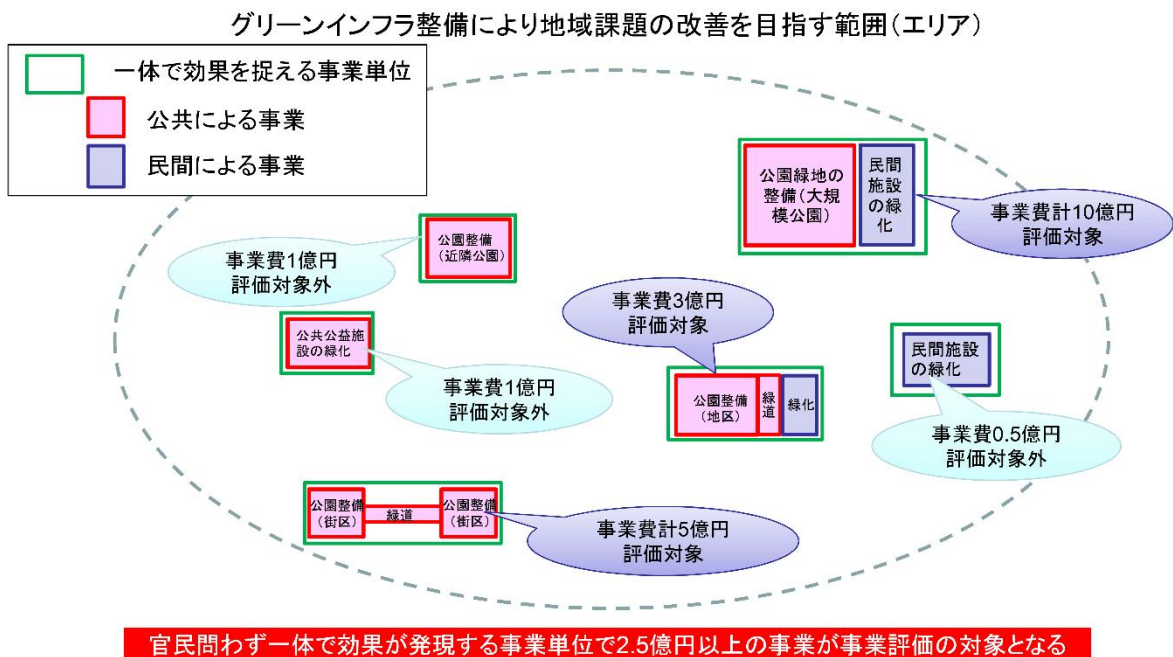 グリーンインフラ整備により地域課題の改善を目指す範囲(エリア)
一体で効果を捉える事業単位
公共による事業
民間による事業
公園緑地の
整備(大規
模公園)
民間
施設
の緑
化
事業費計10億円
評価対象
公園整備
(近隣公園)
事業費1億円
評価対象外
事業費3億円
評価対象
公共公益施
設の緑化
事業費1億円
評価対象外
公園整備
(地区)
緑
道
緑化
民間施設
の緑化
事業費0.5億円
評価対象外
公園整備
(街区)
緑道
公園整備
(街区)
事業費計5億円
評価対象
官民問わず一体で効果が発現する事業単位で2.5億円以上の事業が事業評価の対象となる